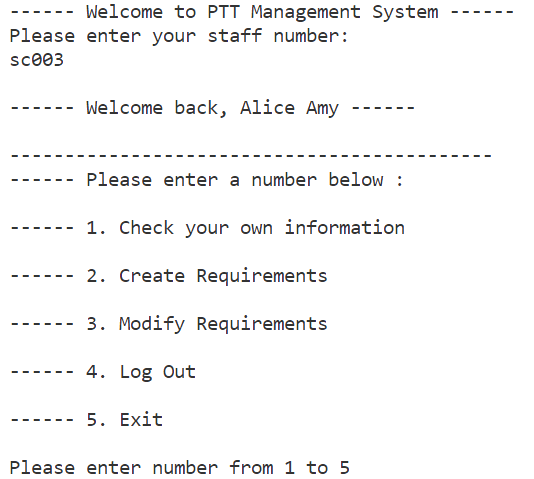 ------ Welcome to PTT Management System ------
Please enter your staff number:
sc003
------ Welcome back, Alice Amy ------
--------------------------------------------
------ Please enter a number below :
------ 1. Check your own information
------ 2. Create Requirements
------ 3. Modify Requirements
------ 4. Log Out
------ 5. Exit
Please enter number from 1 to 5